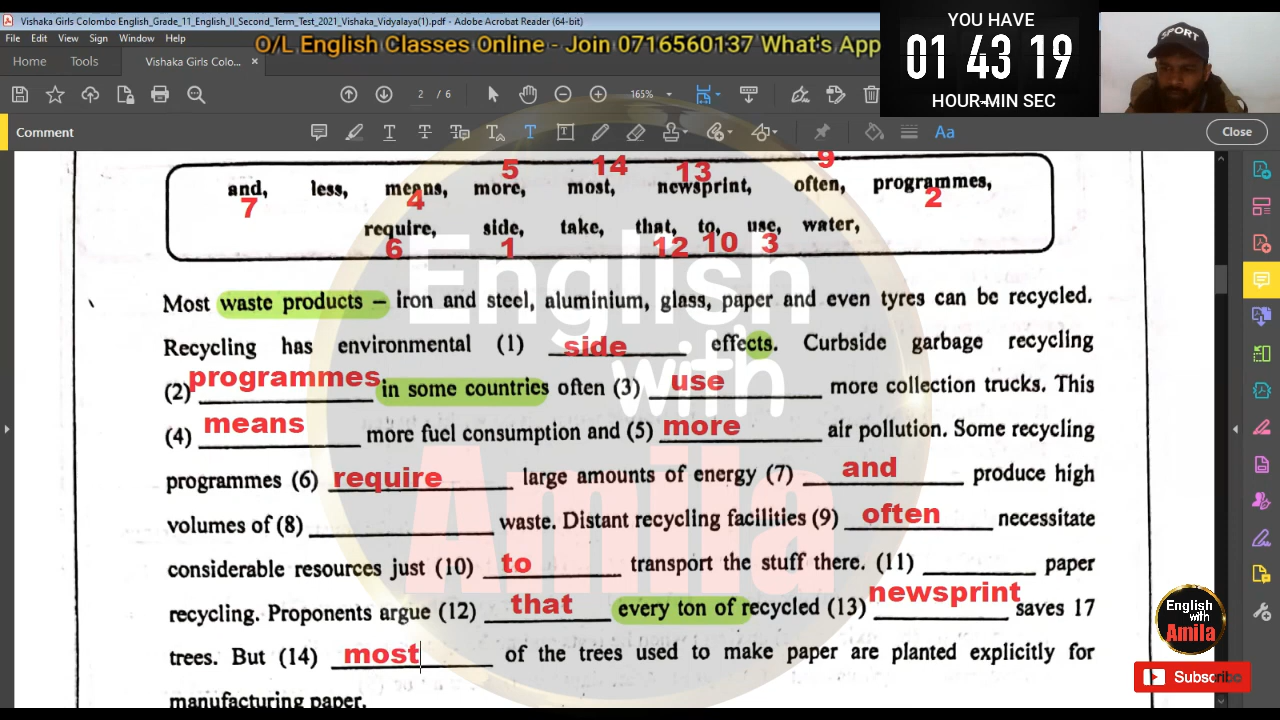 Vishaka Girls Colombo English_Grade_11_English_II_Second_Term_Test_2021_Vishaka_Vidyalaya(1).pdf - Adobe Acrobat Reader (64-bit)
File Edit View Sign Window Help
O/L English Classes Online - Join 0716560137 What's App
YOU HAVE
01 43 19
HOUR MIN SEC
SPORT
Home Tools Vishaka Girls Colo... ×
2 / 6 165%
Comment Aa Close
5 14 13 9
and, less, means, more, most, newsprint, often, programmes,
7 4 2
require, side, take, that, to, use, water,
6 1 12 10 3
Most waste products – iron and steel, aluminium, glass, paper and even tyres can be recycled.
Recycling has environmental (1) side effects. Curbside garbage recycling
(2) programmes in some countries often (3) use more collection trucks. This
(4) means more fuel consumption and (5) more air pollution. Some recycling
programmes (6) require large amounts of energy (7) and produce high
volumes of (8) ____________ waste. Distant recycling facilities (9) often necessitate
considerable resources just (10) to transport the stuff there. (11) ____________ paper
recycling. Proponents argue (12) that every ton of recycled (13) newsprint saves 17
trees. But (14) most of the trees used to make paper are planted explicitly for
manufacturing paper.
English
with
Amila
English
with
Amila
Subscribe